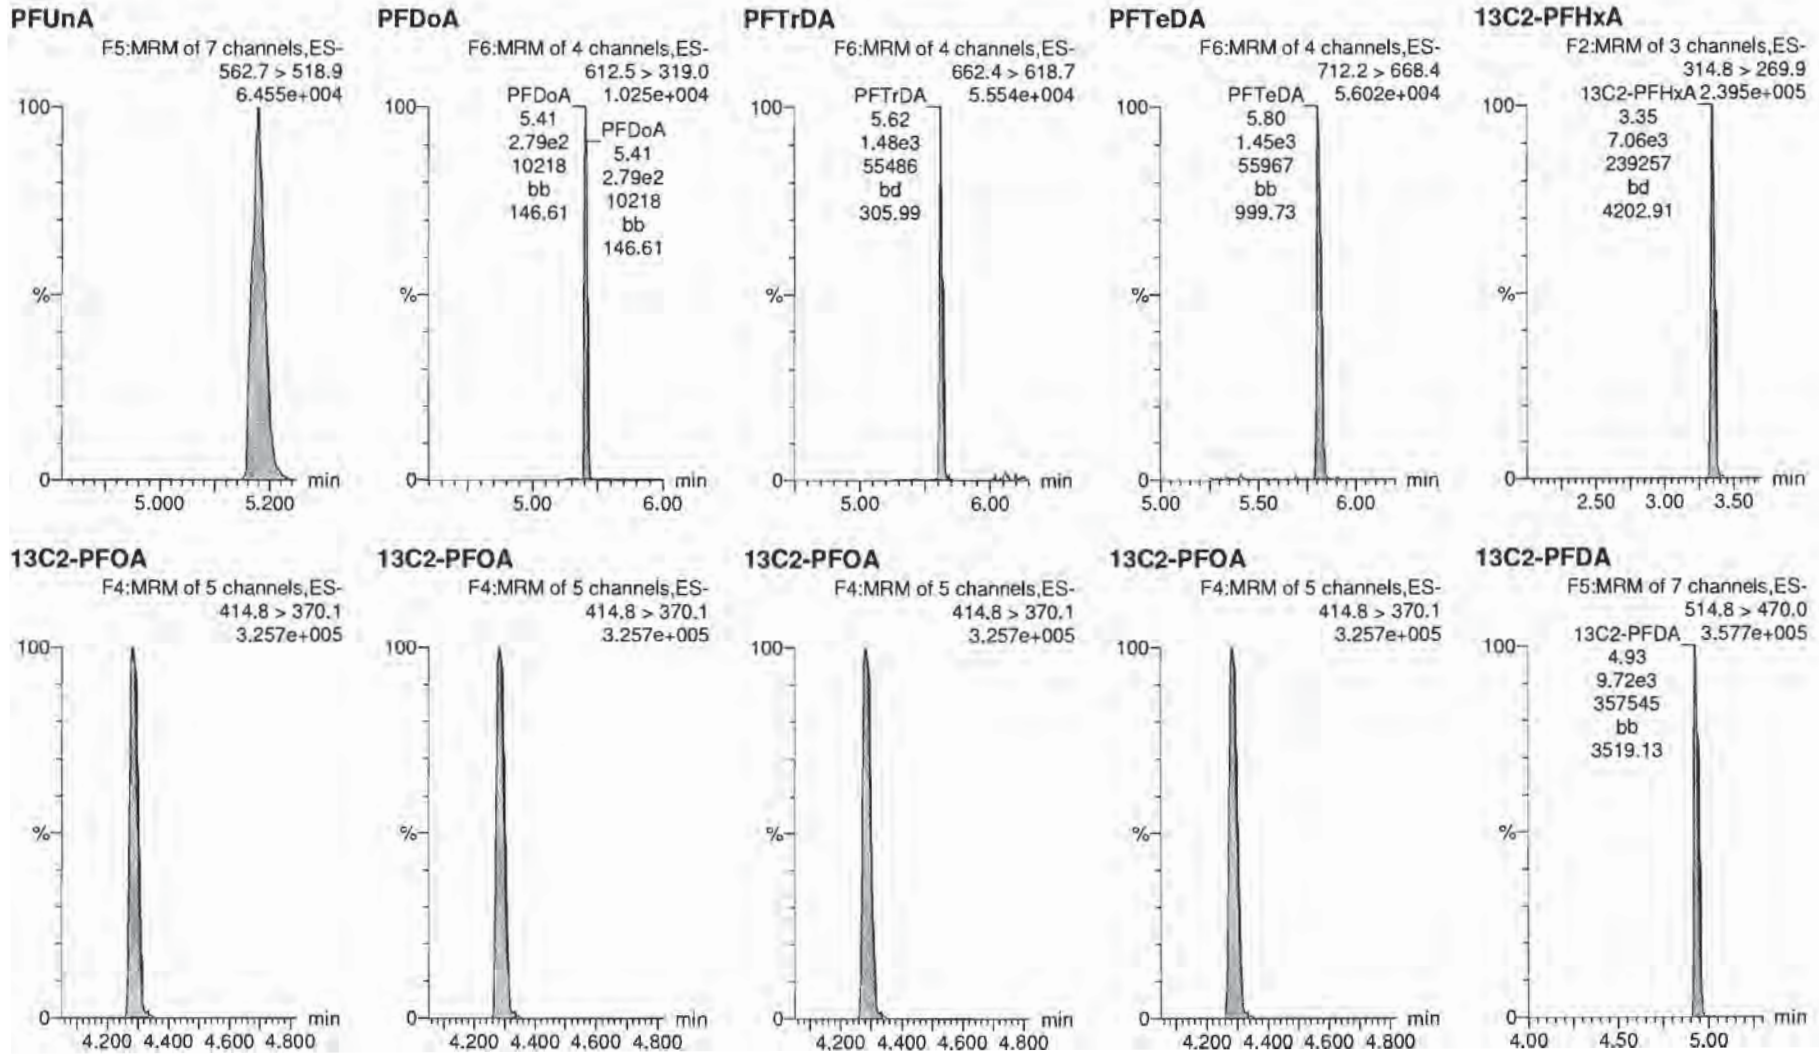 PFUnA
F5:MRM of 7 channels,ES-
562.7 > 518.9
6.455e+004
100
%
0
5.000
5.200
min
PFDoA
F6:MRM of 4 channels,ES-
612.5 > 319.0
1.025e+004
PFDoA
5.41
2.79e2
10218
bb
146.61
PFDoA
5.41
2.79e2
10218
bb
146.61
100
%
0
5.00
6.00
min
PFTrDA
F6:MRM of 4 channels,ES-
662.4 > 618.7
5.554e+004
PFTrDA
5.62
1.48e3
55486
bd
305.99
100
%
0
5.00
6.00
min
PFTeDA
F6:MRM of 4 channels,ES-
712.2 > 668.4
5.602e+004
PFTeDA
5.80
1.45e3
55967
bb
999.73
100
%
0
5.00
5.50
6.00
min
13C2-PFHxA
F2:MRM of 3 channels,ES-
314.8 > 269.9
2.395e+005
13C2-PFHxA
3.35
7.06e3
239257
bd
4202.91
100
%
0
2.50
3.00
3.50
min
13C2-PFOA
F4:MRM of 5 channels,ES-
414.8 > 370.1
3.257e+005
100
%
0
4.200
4.400
4.600
4.800
min
13C2-PFOA
F4:MRM of 5 channels,ES-
414.8 > 370.1
3.257e+005
100
%
0
4.200
4.400
4.600
4.800
min
13C2-PFOA
F4:MRM of 5 channels,ES-
414.8 > 370.1
3.257e+005
100
%
0
4.200
4.400
4.600
4.800
min
13C2-PFOA
F4:MRM of 5 channels,ES-
414.8 > 370.1
3.257e+005
100
%
0
4.200
4.400
4.600
4.800
min
13C2-PFDA
F5:MRM of 7 channels,ES-
514.8 > 470.0
3.577e+005
13C2-PFDA
4.93
9.72e3
357545
bb
3519.13
100
%
0
4.00
4.50
5.00
min